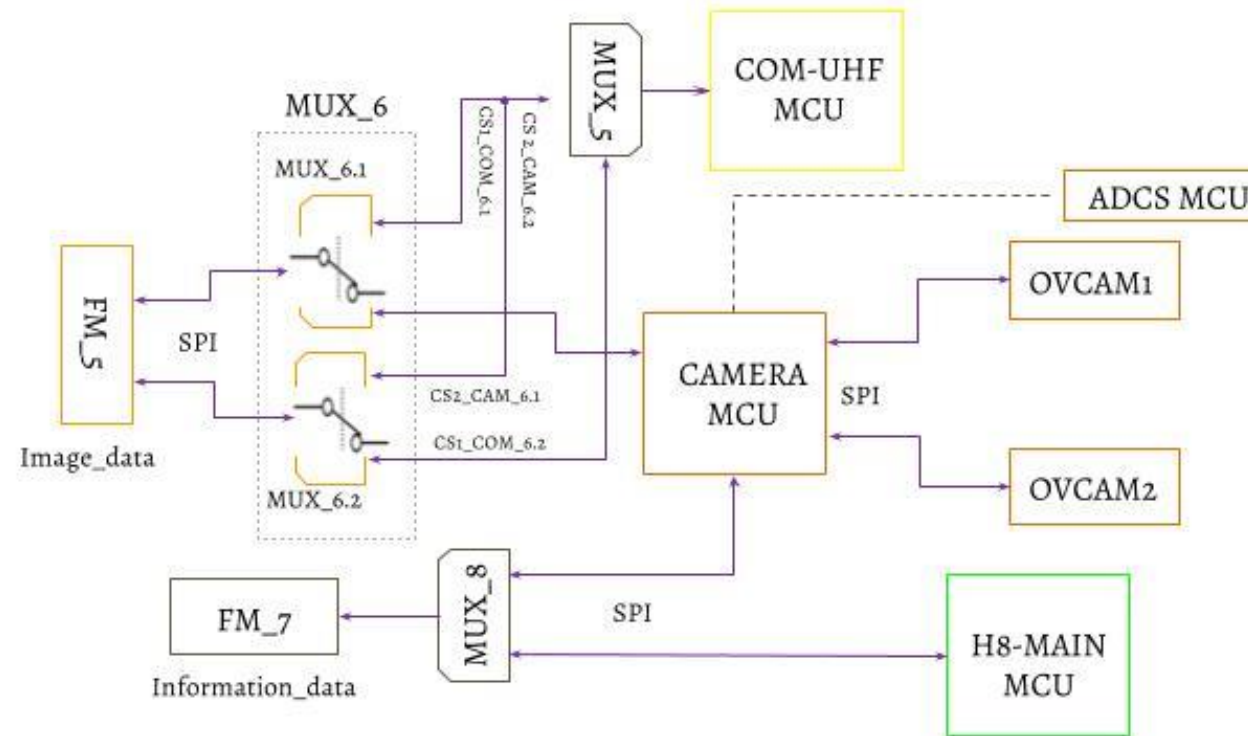 MUX_6
MUX_5
COM-UHF
MCU
CS1_COM_6.1
CS 2_CAM_6.2
MUX_6.1
ADCS MCU
OVCAM1
FM_5
SPI
CAMERA
MCU
SPI
CS2_CAM_6.1
CS1_COM_6.2
Image_data
MUX_6.2
OVCAM2
MUX_8
SPI
FM_7
H8-MAIN
MCU
Information_data